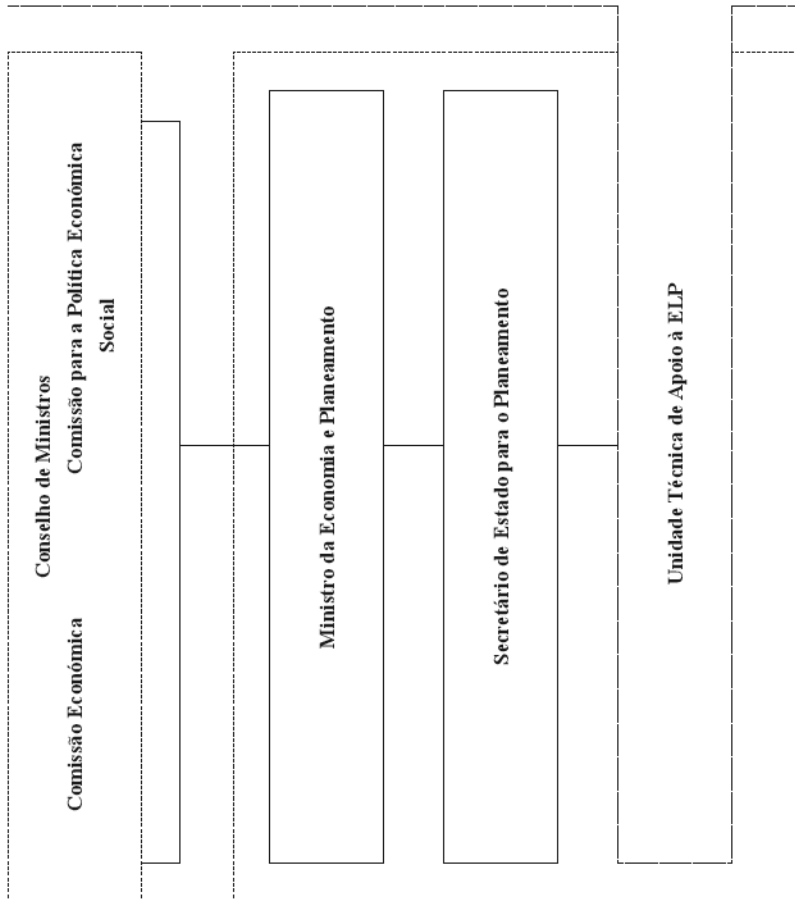 Conselho de Ministros
Comissão Económica
Comissão para a Política Económica
Social
Ministro da Economia e Planeamento
Secretário de Estado para o Planeamento
Unidade Técnica de Apoio à ELP